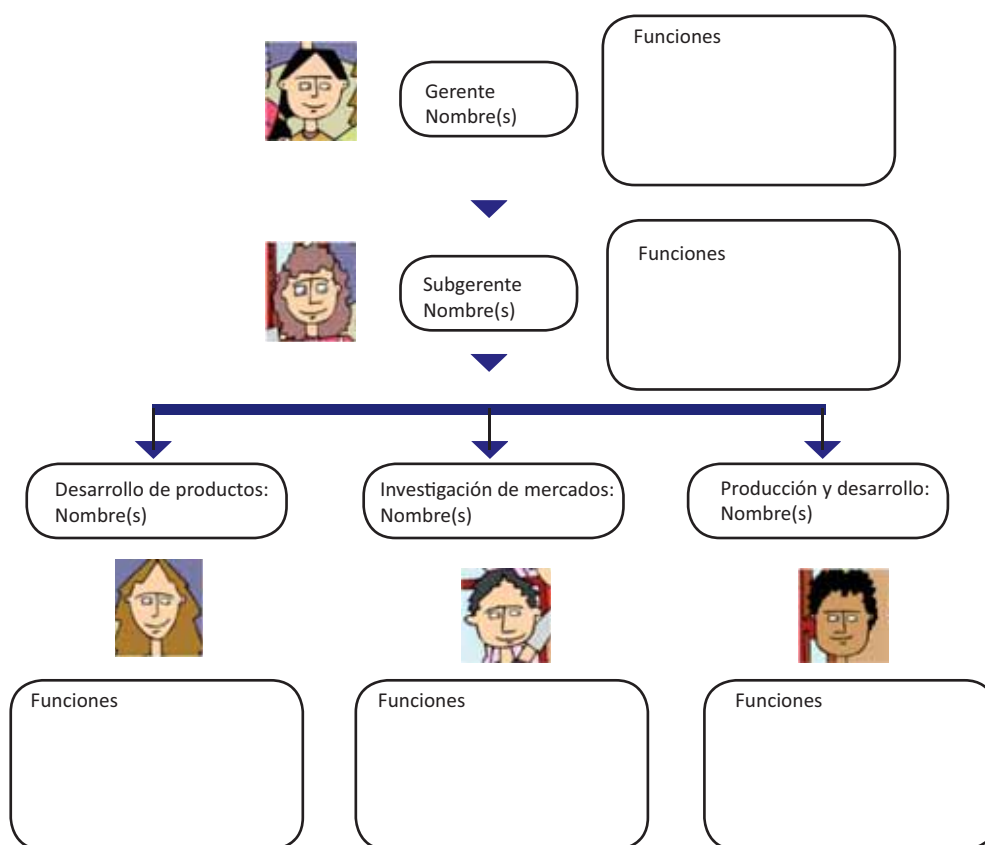 Funciones
Gerente
Nombre(s)
Funciones
Subgerente
Nombre(s)
Desarrollo de productos:
Nombre(s)
Investigación de mercados:
Nombre(s)
Producción y desarrollo:
Nombre(s)
Funciones
Funciones
Funciones